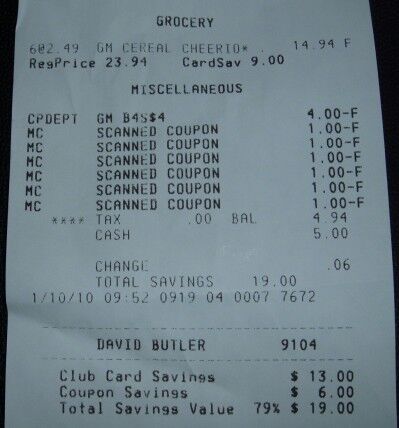 GROCERY
6@2.49 GM CEREAL CHEERIO* . 14.94 F
RegPrice 23.94 CardSav 9.00
MISCELLANEOUS
CPDEPT GM B4S$4 4.00-F
MC SCANNED COUPON 1.00-F
MC SCANNED COUPON 1.00-F
MC SCANNED COUPON 1.00-F
MC SCANNED COUPON 1.00-F
MC SCANNED COUPON 1.00-F
MC SCANNED COUPON 1.00-F
**** TAX .00 BAL 4.94
CASH 5.00
CHANGE .06
TOTAL SAVINGS 19.00
1/10/10 09:52 0919 04 0007 7672
DAVID BUTLER 9104
Club Card Savings $ 13.00
Coupon Savings $ 6.00
Total Savings Value 79% $ 19.00